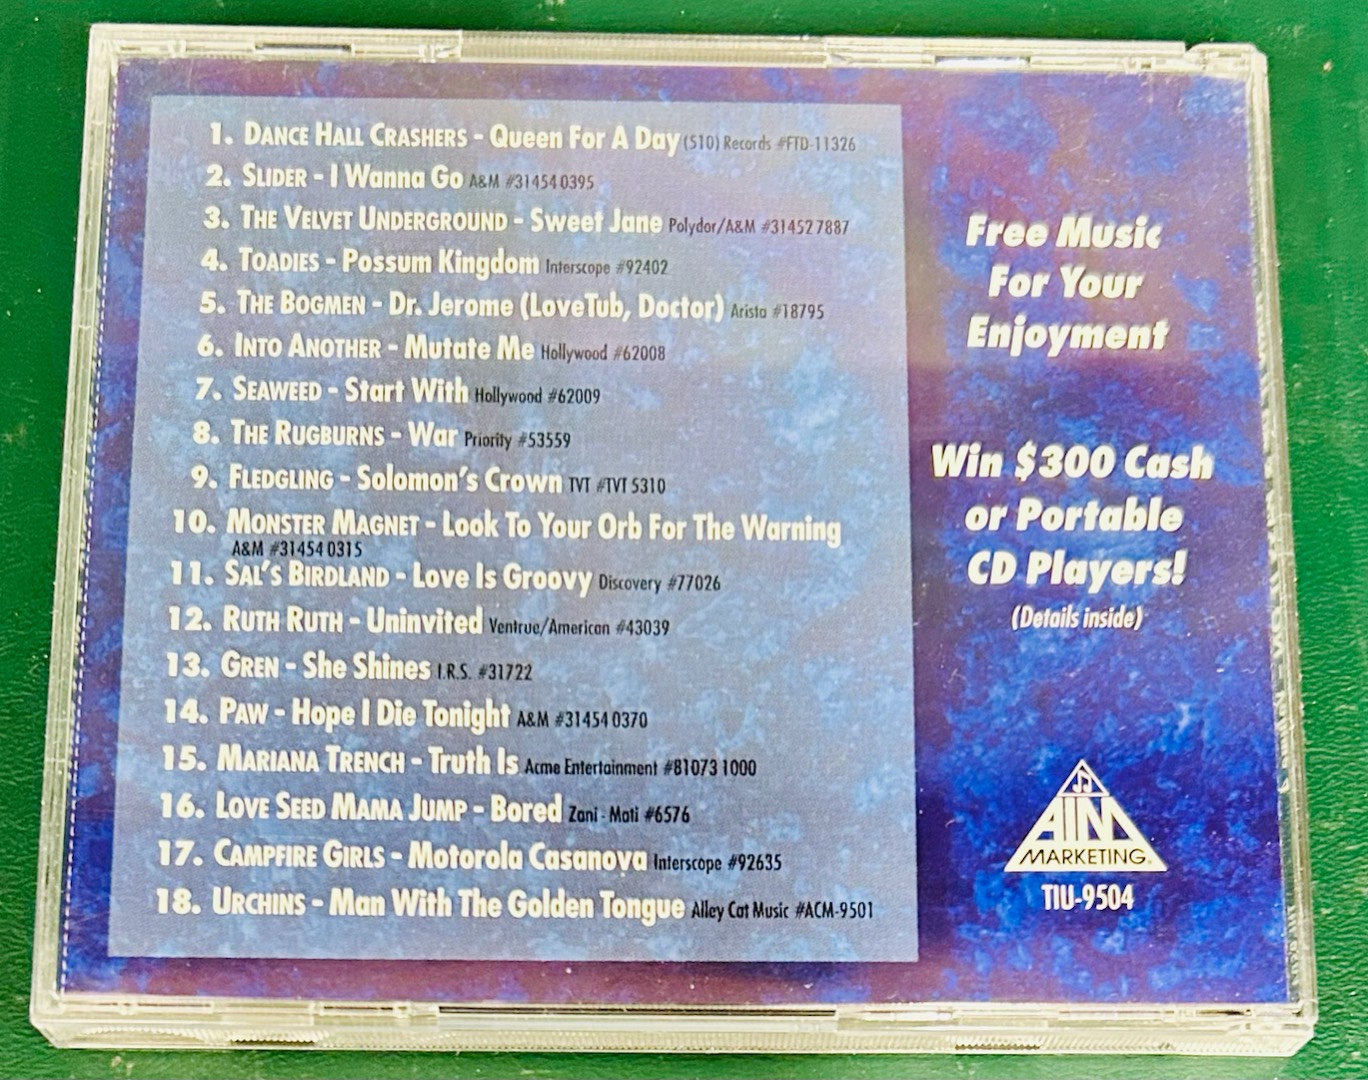 1. DANCE HALL CRASHERS - Queen For A Day (510) Records #FTD-11326
2. SLIDER - I Wanna Go A&M #31454 0395
3. THE VELVET UNDERGROUND - Sweet Jane Polydor/A&M #31452 7887
4. TOADIES - Possum Kingdom Interscope #92402
5. THE BOGMEN - Dr. Jerome (LoveTub, Doctor) Arista #18795
6. INTO ANOTHER - Mutate Me Hollywood #62008
7. SEAWEED - Start With Hollywood #62009
8. THE RUGBURNS - War Priority #53559
9. FLEDGLING - Solomon's Crown TVT #TVT 5310
10. MONSTER MAGNET - Look To Your Orb For The Warning
A&M #31454 0315
11. SAL'S BIRDLAND - Love Is Groovy Discovery #77026
12. RUTH RUTH - Uninvited Ventrue/American #43039
13. GREN - She Shines I.R.S. #31722
14. PAW - Hope I Die Tonight A&M #31454 0370
15. MARIANA TRENCH - Truth Is Acme Entertainment #81073 1000
16. LOVE SEED MAMA JUMP - Bored Zani - Mati #6576
17. CAMPFIRE GIRLS - Motorola Casanova Interscope #92635
18. URCHINS - Man With The Golden Tongue Alley Cat Music #ACM-9501
Free Music
For Your
Enjoyment
Win $300 Cash
or Portable
CD Players!
(Details inside)
AIM
MARKETING®
TIU-9504